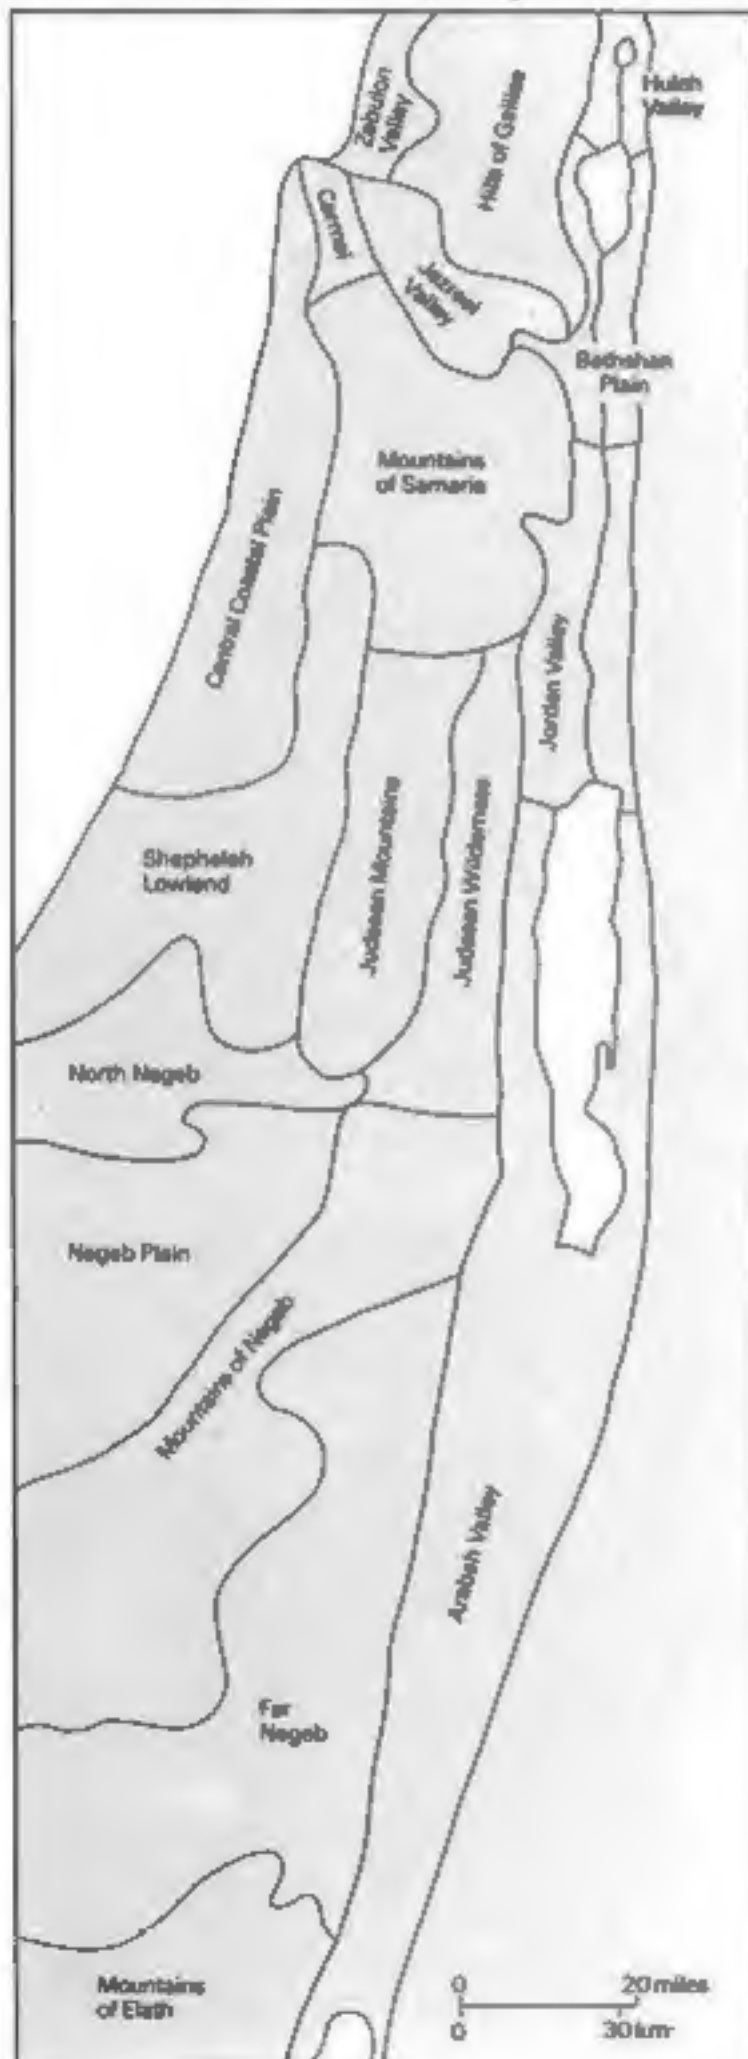 Huleh
Valley
Zebulon
Valley
Hills of Galilee
Carmel
Jezreel
Valley
Bethshan
Plain
Mountains
of Samaria
Central Coastal Plain
Jordan Valley
Shephelah
Lowland
Judaean Mountains
Judaean Wilderness
North Negeb
Negeb Plain
Mountains of Negeb
Arabah Valley
Far
Negeb
Mountains
of Elath
0 20 miles
0 30 km